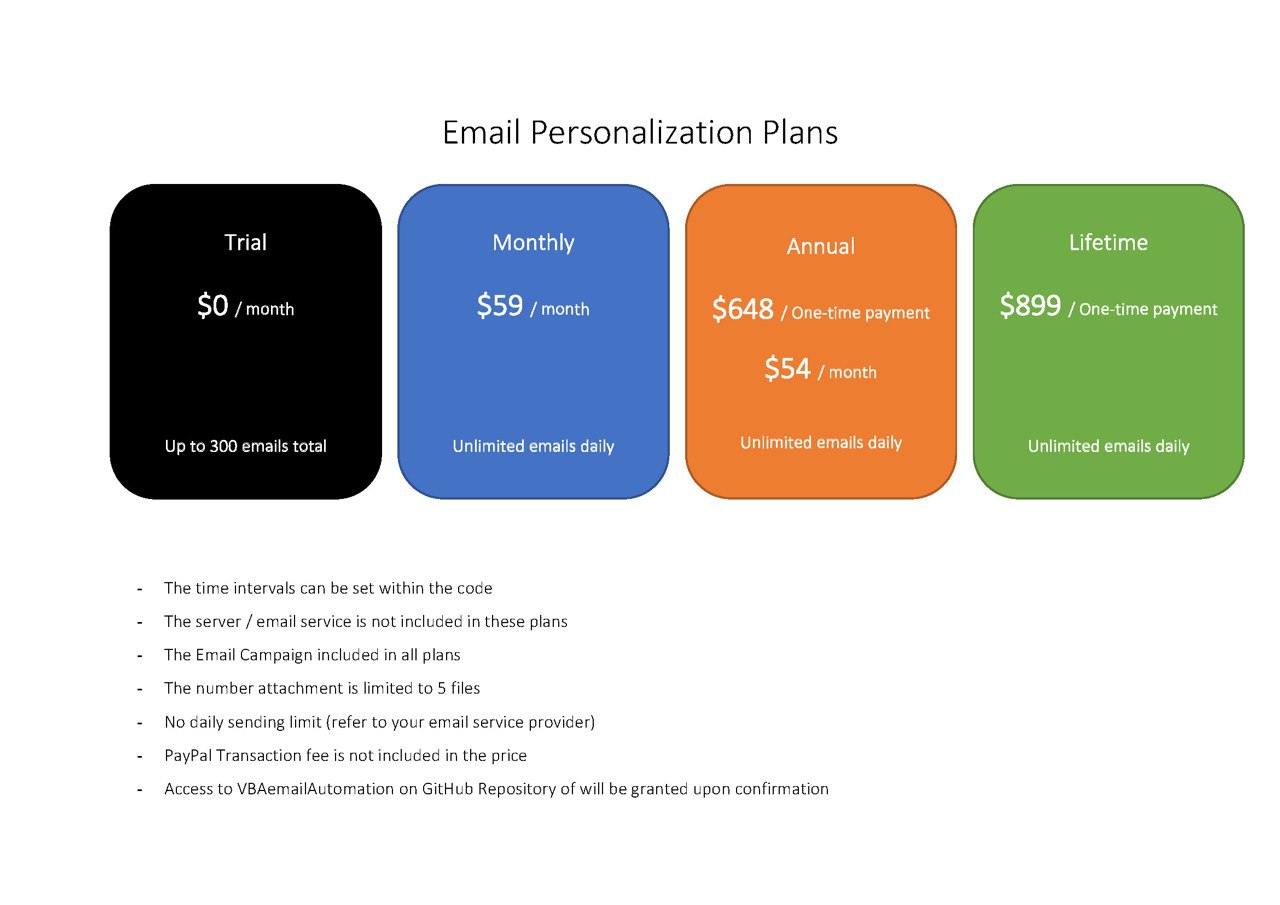 Email Personalization Plans
Trial
$0 / month
Up to 300 emails total
Monthly
$59 / month
Unlimited emails daily
Annual
$648 / One-time payment
$54 / month
Unlimited emails daily
Lifetime
$899 / One-time payment
Unlimited emails daily
- The time intervals can be set within the code
- The server / email service is not included in these plans
- The Email Campaign included in all plans
- The number attachment is limited to 5 files
- No daily sending limit (refer to your email service provider)
- PayPal Transaction fee is not included in the price
- Access to VBAemailAutomation on GitHub Repository of will be granted upon confirmation